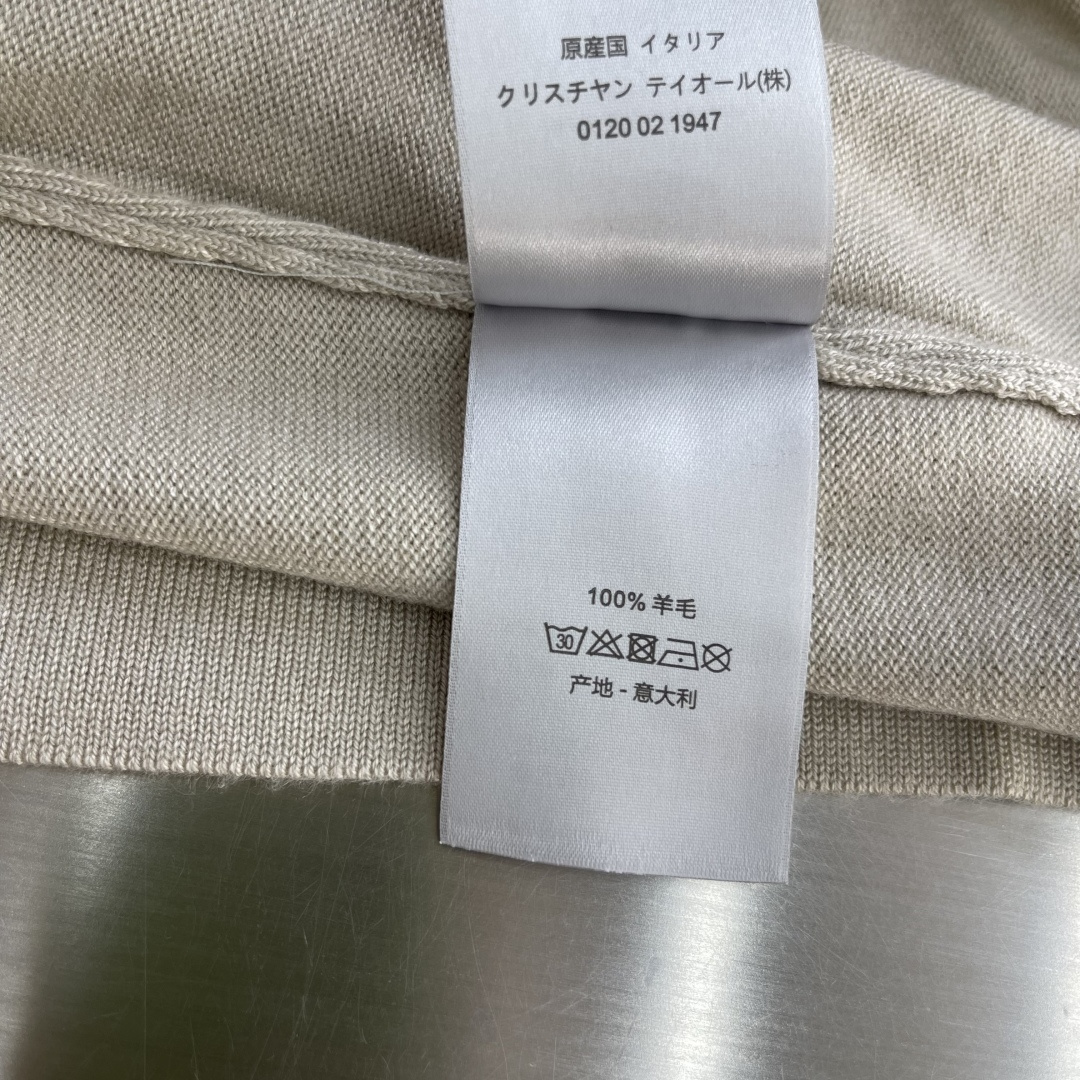 原産国 イタリア
クリスチャン テイオール(株)
0120 02 1947
100% 羊毛
30
产地 - 意大利